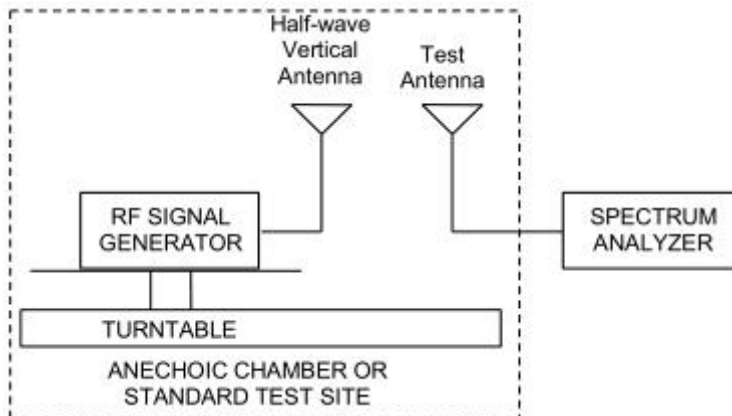 Half-wave
Vertical
Antenna
Test
Antenna
RF SIGNAL
GENERATOR
SPECTRUM
ANALYZER
TURNTABLE
ANECHOIC CHAMBER OR
STANDARD TEST SITE